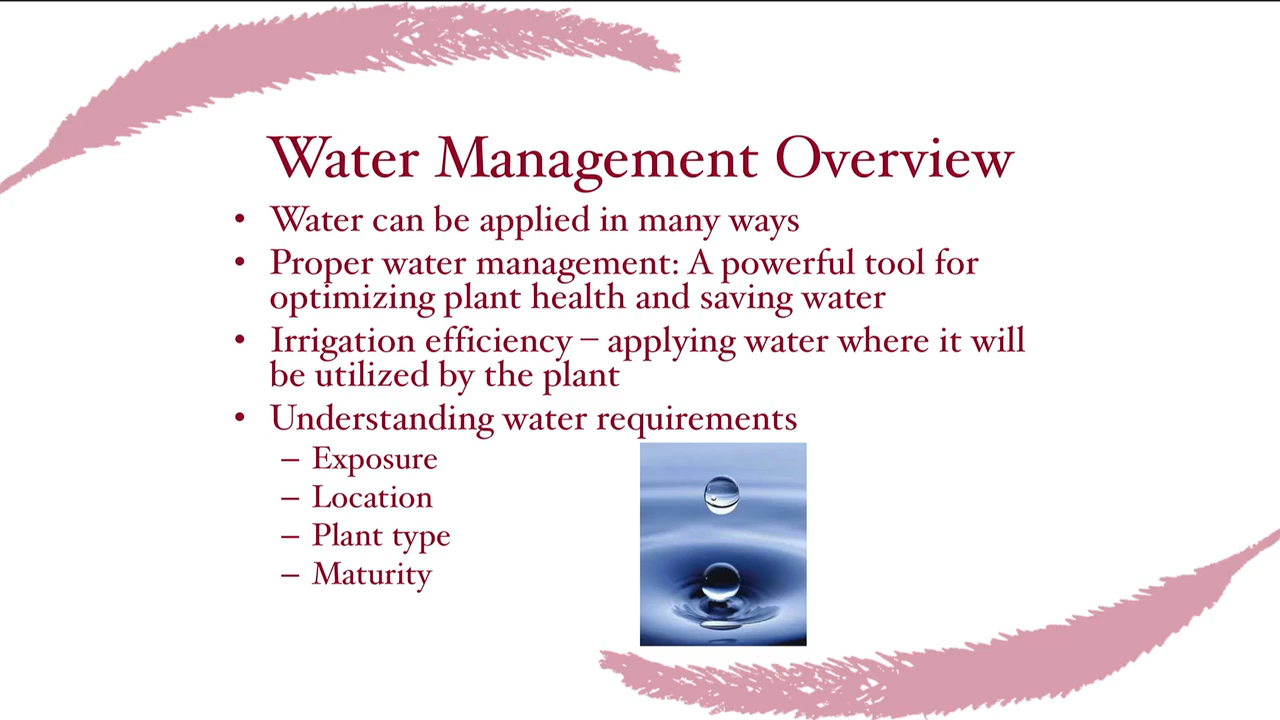 Water Management Overview
• Water can be applied in many ways
• Proper water management: A powerful tool for
optimizing plant health and saving water
• Irrigation efficiency – applying water where it will
be utilized by the plant
• Understanding water requirements
– Exposure
– Location
– Plant type
– Maturity